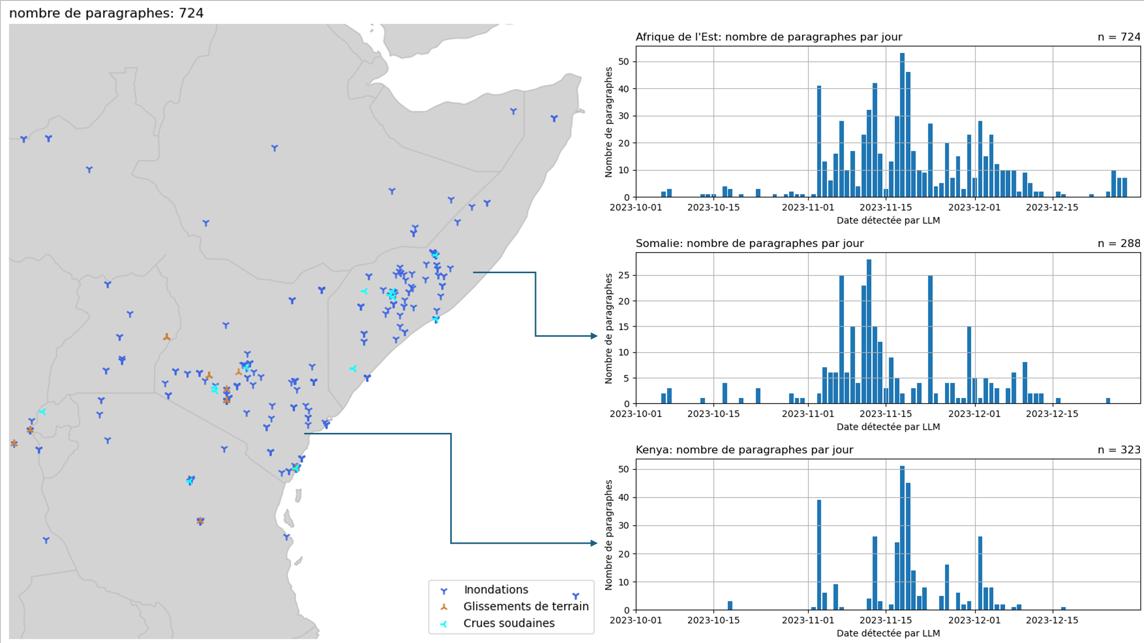 nombre de paragraphes: 724
Afrique de l'Est: nombre de paragraphes par jour n = 724
Nombre de paragraphes
50
40
30
20
10
0
2023-10-01 2023-10-15 2023-11-01 2023-11-15 2023-12-01 2023-12-15
Date détectée par LLM
Somalie: nombre de paragraphes par jour n = 288
Nombre de paragraphes
25
20
15
10
5
0
2023-10-01 2023-10-15 2023-11-01 2023-11-15 2023-12-01 2023-12-15
Date détectée par LLM
Kenya: nombre de paragraphes par jour n = 323
Nombre de paragraphes
50
40
30
20
10
0
2023-10-01 2023-10-15 2023-11-01 2023-11-15 2023-12-01 2023-12-15
Date détectée par LLM
Inondations
Glissements de terrain
Crues soudaines